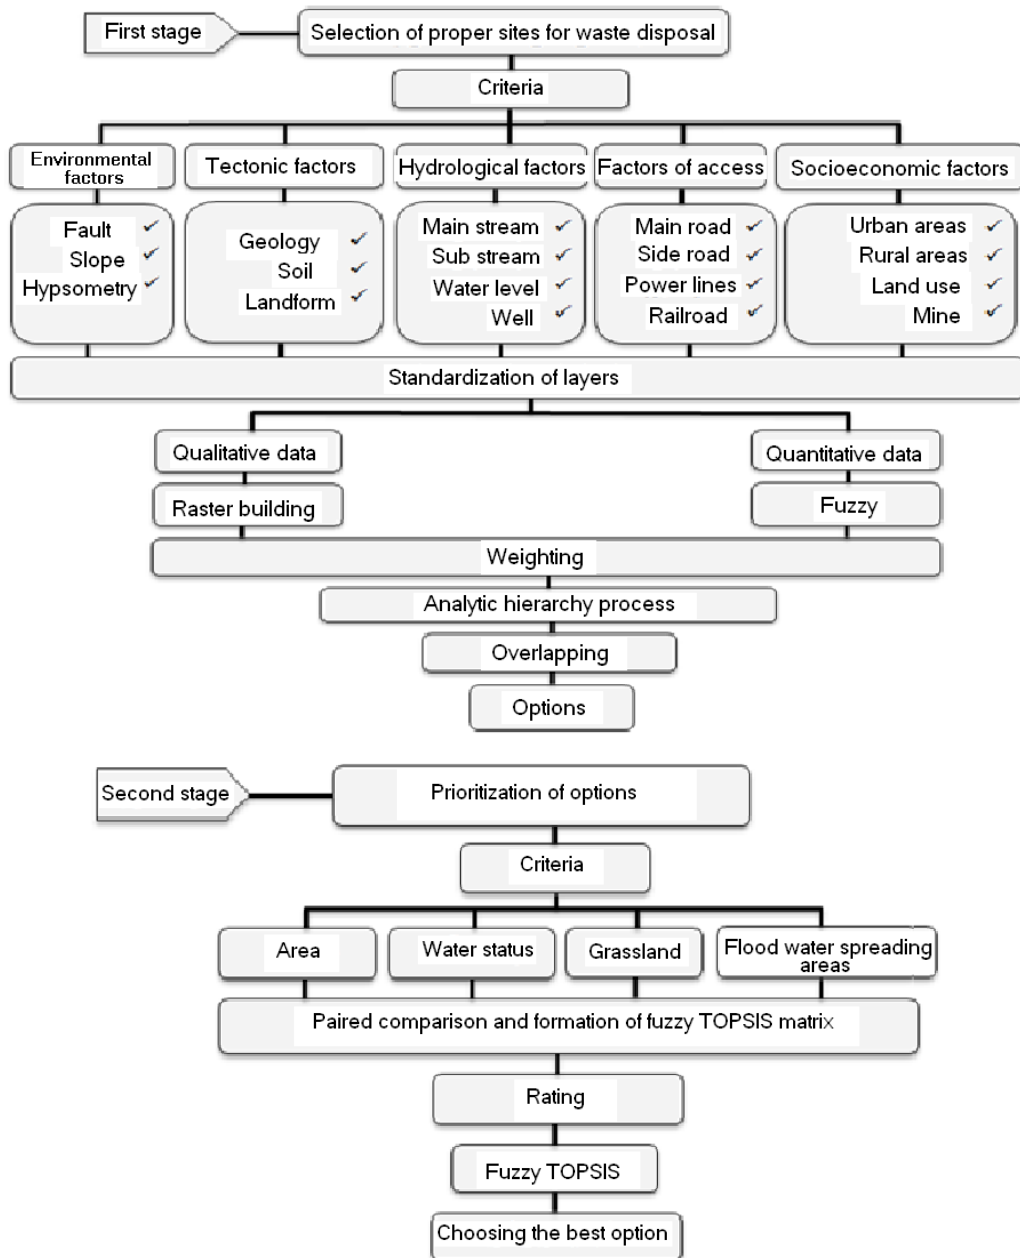 First stage
Selection of proper sites for waste disposal
Criteria
Environmental
factors
Tectonic factors
Hydrological factors
Factors of access
Socioeconomic factors
Fault ✓
Slope ✓
Hypsometry ✓
Geology ✓
Soil ✓
Landform ✓
Main stream ✓
Sub stream ✓
Water level ✓
Well ✓
Main road ✓
Side road ✓
Power lines ✓
Railroad ✓
Urban areas ✓
Rural areas ✓
Land use ✓
Mine ✓
Standardization of layers
Qualitative data
Quantitative data
Raster building
Fuzzy
Weighting
Analytic hierarchy process
Overlapping
Options
Second stage
Prioritization of options
Criteria
Area
Water status
Grassland
Flood water spreading
areas
Paired comparison and formation of fuzzy TOPSIS matrix
Rating
Fuzzy TOPSIS
Choosing the best option